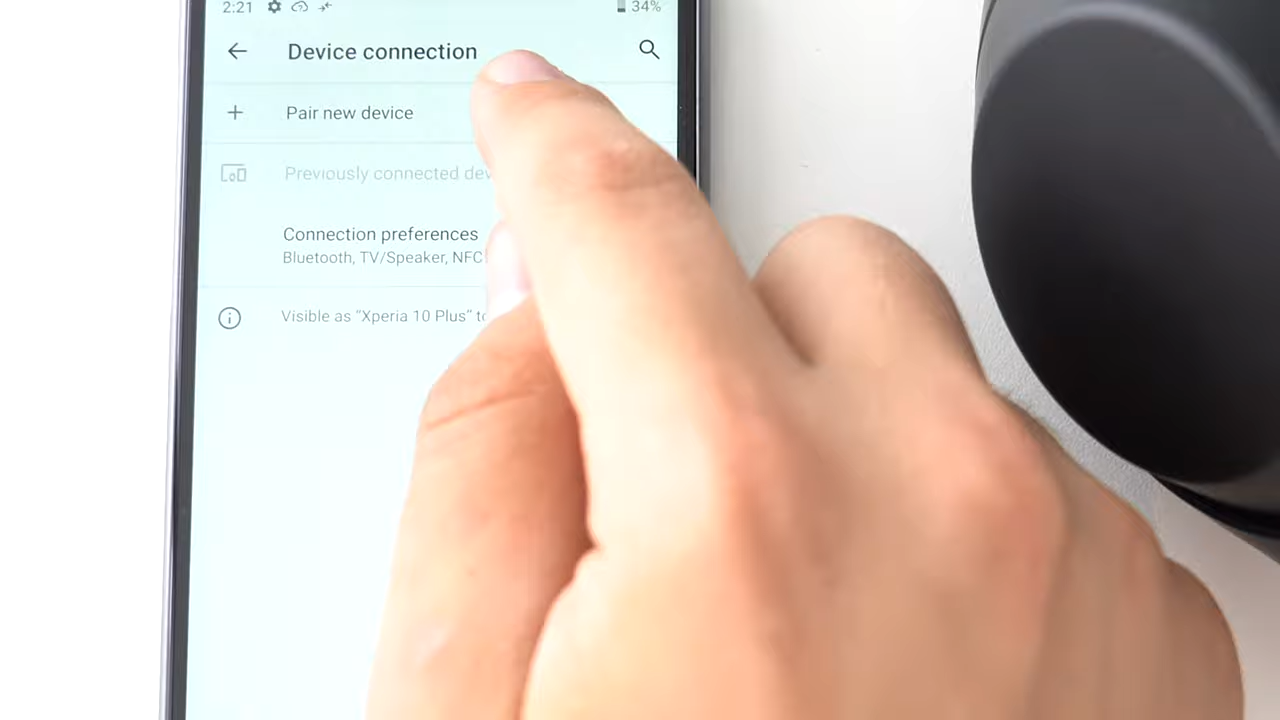 2:21 34%
Device connection
Pair new device
Previously connected dev
Connection preferences
Bluetooth, TV/Speaker, NFC
Visible as “Xperia 10 Plus” to